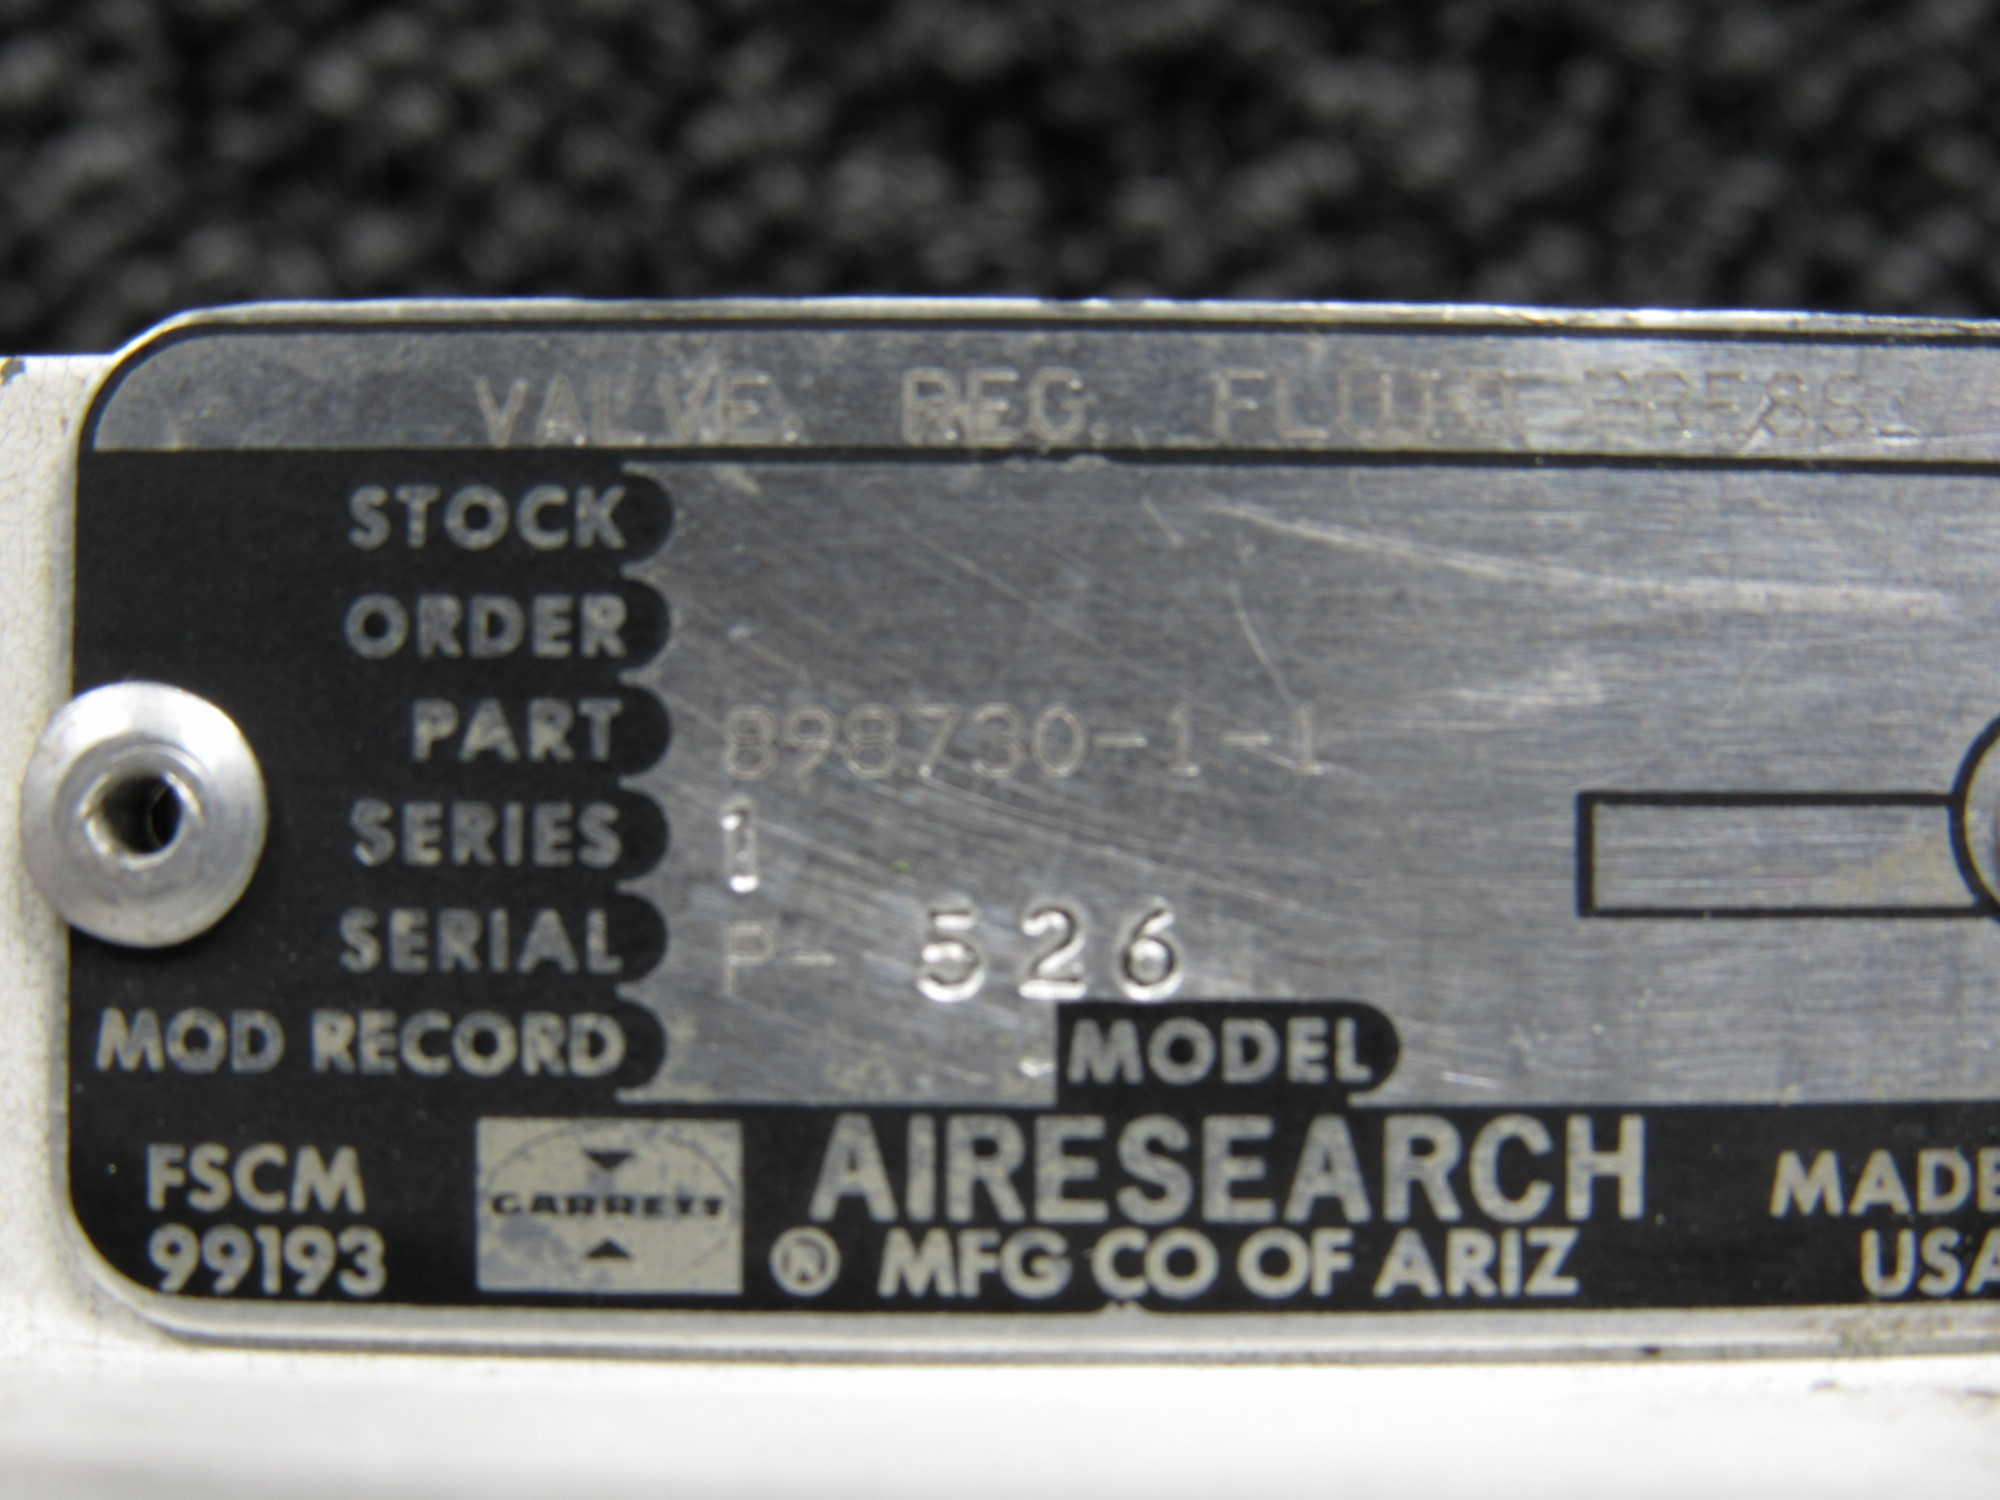 VALVE, REG. FLUID PRESS.
STOCK
ORDER
PART 898730-1-1
SERIES 1
SERIAL P- 526
MOD RECORD MODEL
FSCM
99193
GARRETT
AIRESEARCH
® MFG CO OF ARIZ
MADE
USA